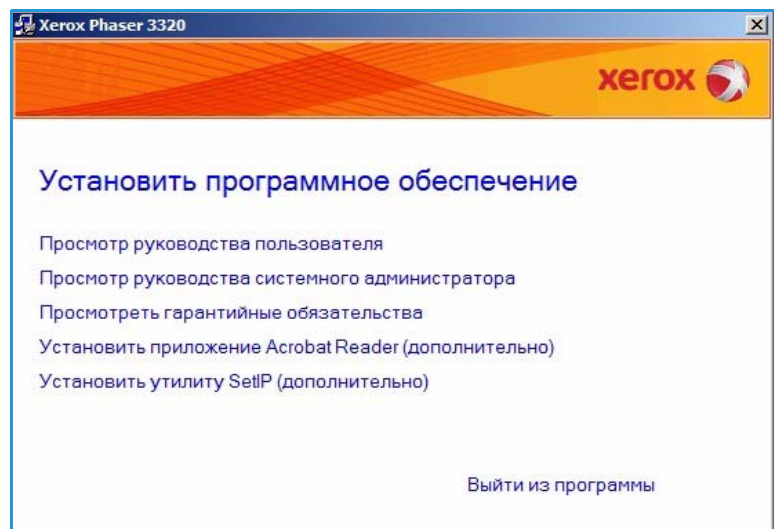 Xerox Phaser 3320
xerox
Установить программное обеспечение
Просмотр руководства пользователя
Просмотр руководства системного администратора
Просмотреть гарантийные обязательства
Установить приложение Acrobat Reader (дополнительно)
Установить утилиту SetIP (дополнительно)
Выйти из программы